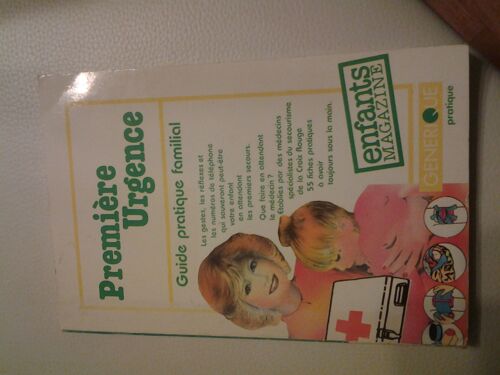 Première
Urgence
Guide pratique familial
Les gestes, les réflexes et
les numéros de téléphone
qui sauveront peut-être
votre enfant
en attendant
les premiers secours.
Que faire en attendant
le médecin ?
Etablies par des médecins
spécialistes du secourisme
de la Croix Rouge
55 fiches pratiques
à avoir
toujours sous la main.
enfants
MAGAZINE
GENERIQUE
pratique